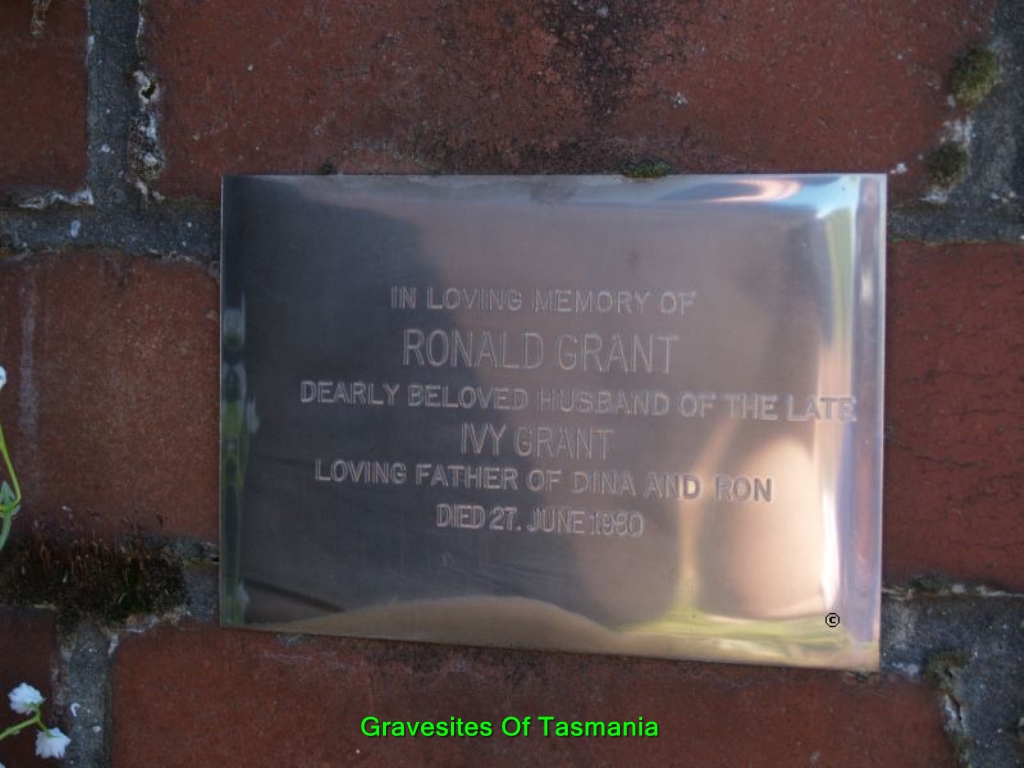 IN LOVING MEMORY OF
RONALD GRANT
DEARLY BELOVED HUSBAND OF THE LATE
IVY GRANT
LOVING FATHER OF DINA AND RON
DIED 27. JUNE 1980
©
Gravesites Of Tasmania